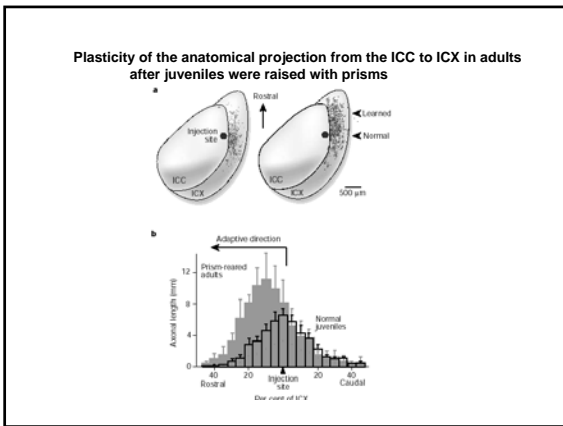 Plasticity of the anatomical projection from the ICC to ICX in adults
after juveniles were raised with prisms
a
Rostral
Learned
Injection
site
Normal
ICC
ICX
500 µm
b
Adaptive direction
Prism-reared
adults
Normal
juveniles
Axonal length (mm)
12
8
4
0
40
20
Injection
site
20
40
Rostral
Caudal
Per cent of ICX